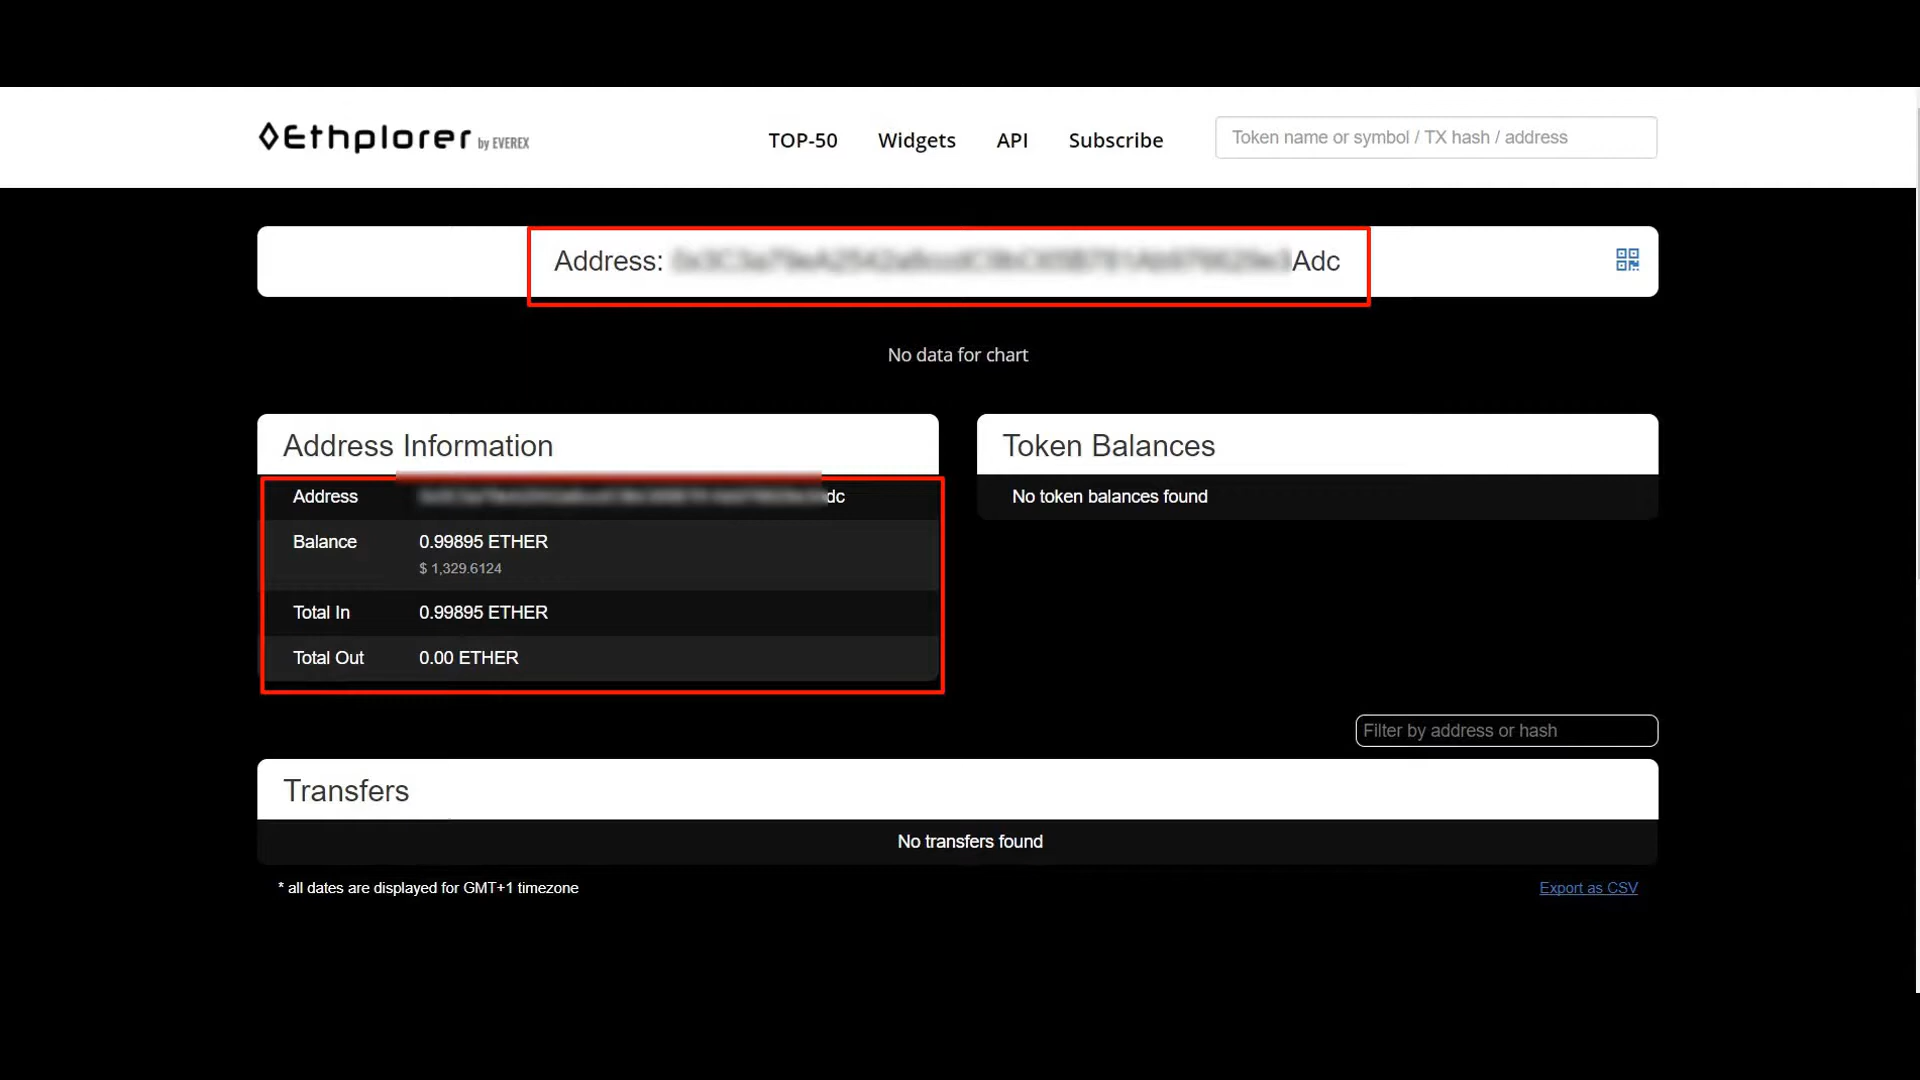 Ethplorer by EVEREX
TOP-50 Widgets API Subscribe
Token name or symbol / TX hash / address
Address: Adc
No data for chart
Address Information
Address dc
Balance 0.99895 ETHER
$ 1,329.6124
Total In 0.99895 ETHER
Total Out 0.00 ETHER
Token Balances
No token balances found
Filter by address or hash
Transfers
No transfers found
* all dates are displayed for GMT+1 timezone
Export as CSV